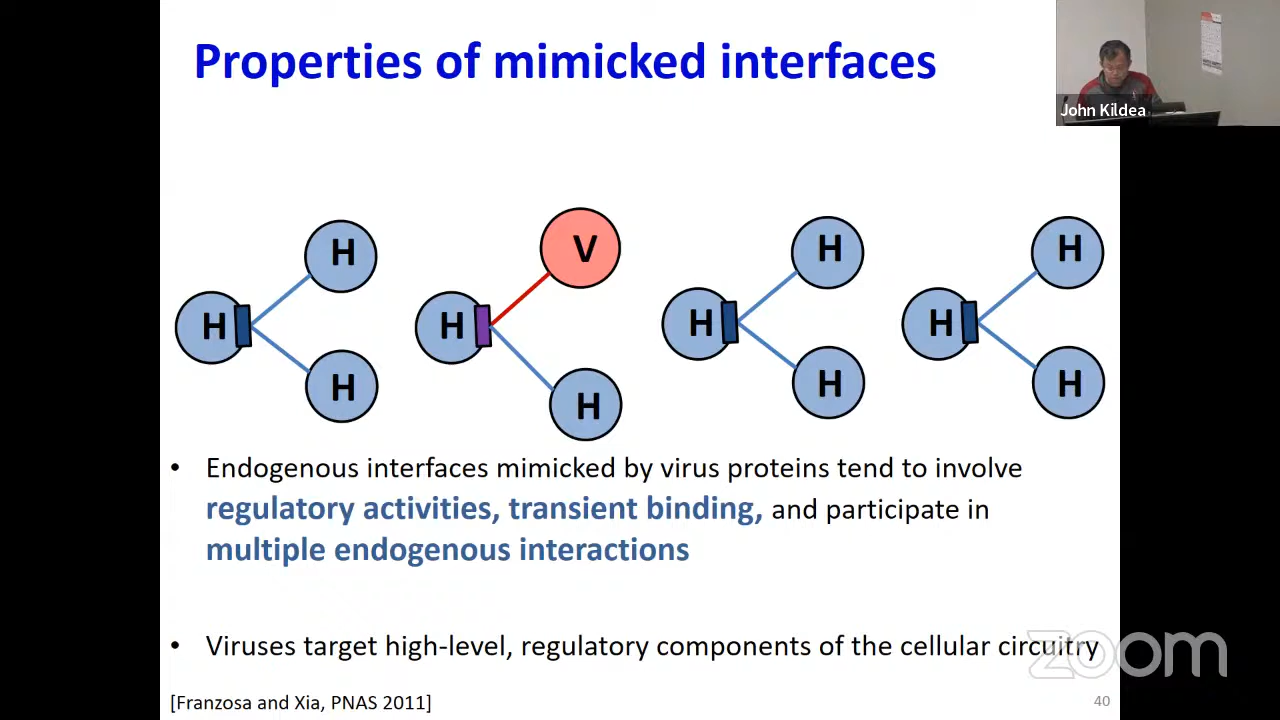 Properties of mimicked interfaces
John Kildea
H
H
H
V
H
H
H
H
H
H
H
H
• Endogenous interfaces mimicked by virus proteins tend to involve
regulatory activities, transient binding, and participate in
multiple endogenous interactions
• Viruses target high-level, regulatory components of the cellular circuitry
zoom
[Franzosa and Xia, PNAS 2011]
40